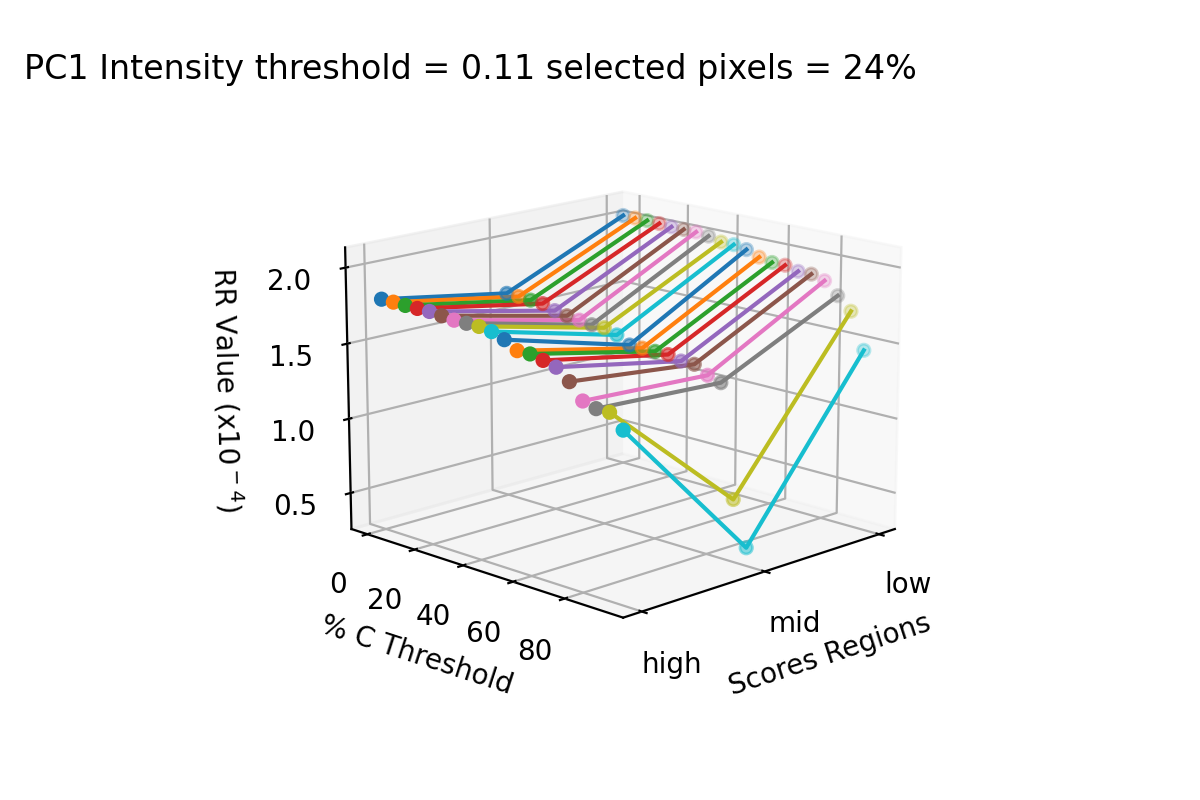 PC1 Intensity threshold = 0.11 selected pixels = 24%
2.0
1.5
1.0
0.5
RR Value (x10⁻⁴)
0
20
40
60
80
% C Threshold
high
mid
low
Scores Regions